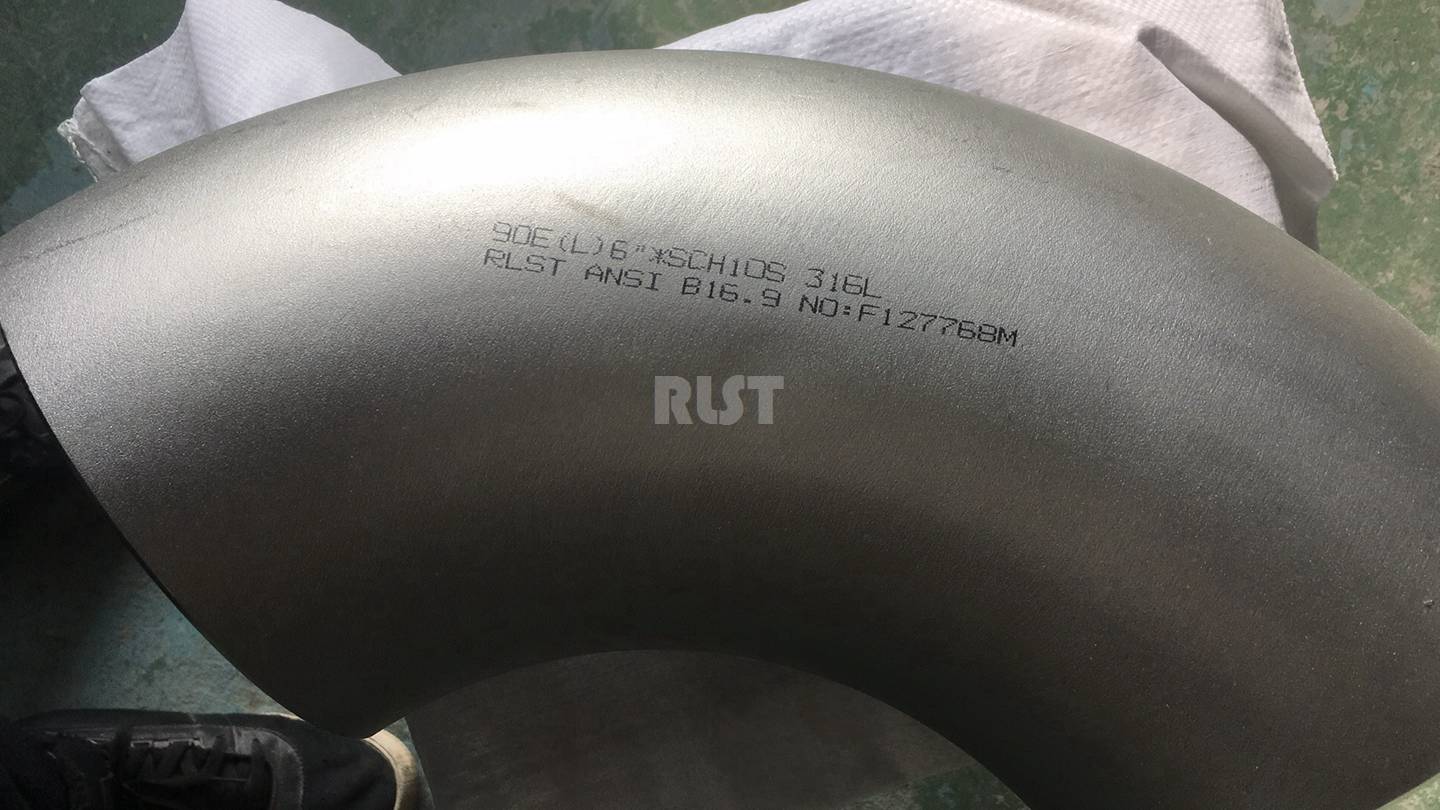 90E(L)6"*SCH10S 316L
RLST ANSI B16.9 NO:F127768M
RLST